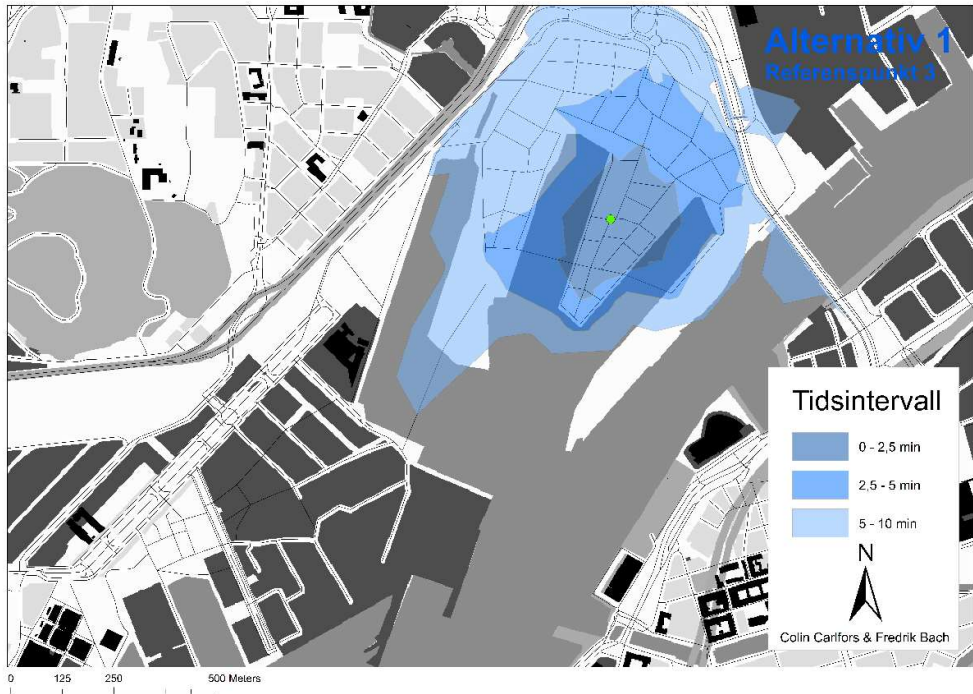 Alternativ 1
Referenspunkt 3
Tidsintervall
0 - 2,5 min
2,5 - 5 min
5 - 10 min
N
Colin Carlfors & Fredrik Bach
0 125 250 500 Meters